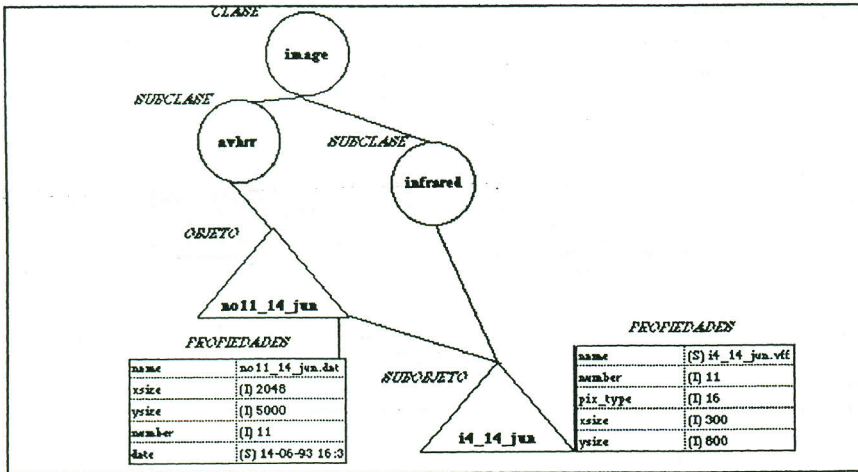 CLASE
image
SUBCLASE
avhrr
SUBCLASE
infrared
OBJETO
no11_14_jun
PROPIEDADES
name no11_14_jun.dat
xsize (I) 2048
ysize (I) 5000
number (I) 11
date (S) 14-06-93 16:3
SUBOBJETO
i4_14_jun
PROPIEDADES
name (S) i4_14_jun.vff
number (I) 11
pix_type (I) 16
xsize (I) 300
ysize (I) 800